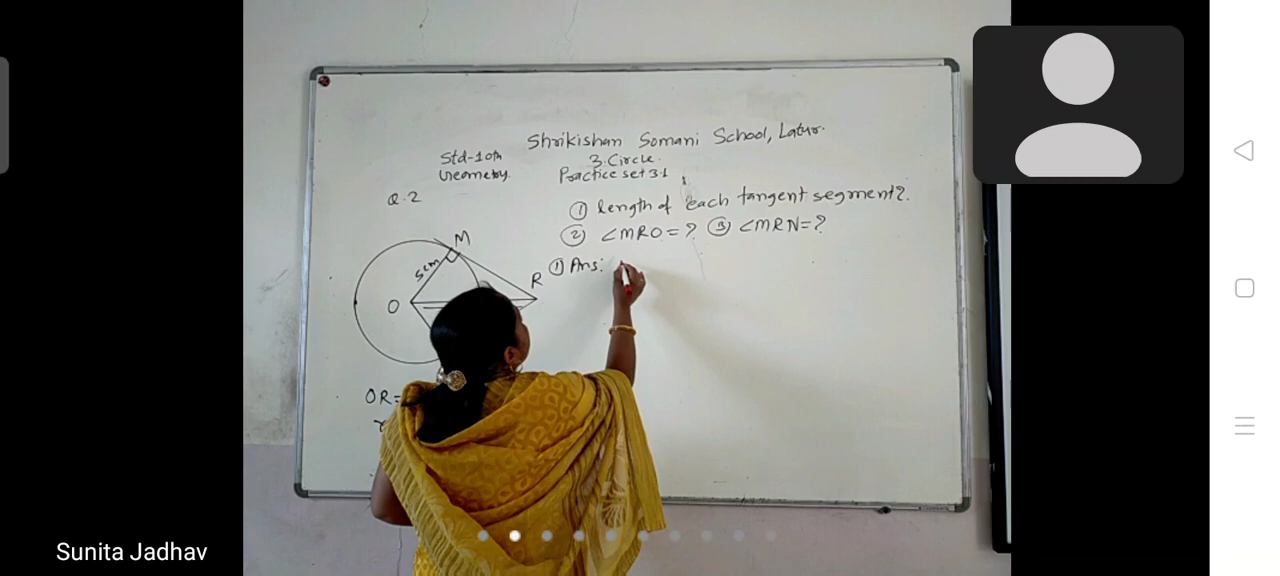 Shrikishan Somani School, Latur.
Std-10th
3. Circle.
Geometry.
Practice set 3.1
Q.2
① length of each tangent segment?
② ∠MRO = ? ③ ∠MRN = ?
M
5cm
R
① Ans:
O
OR=
r
Sunita Jadhav